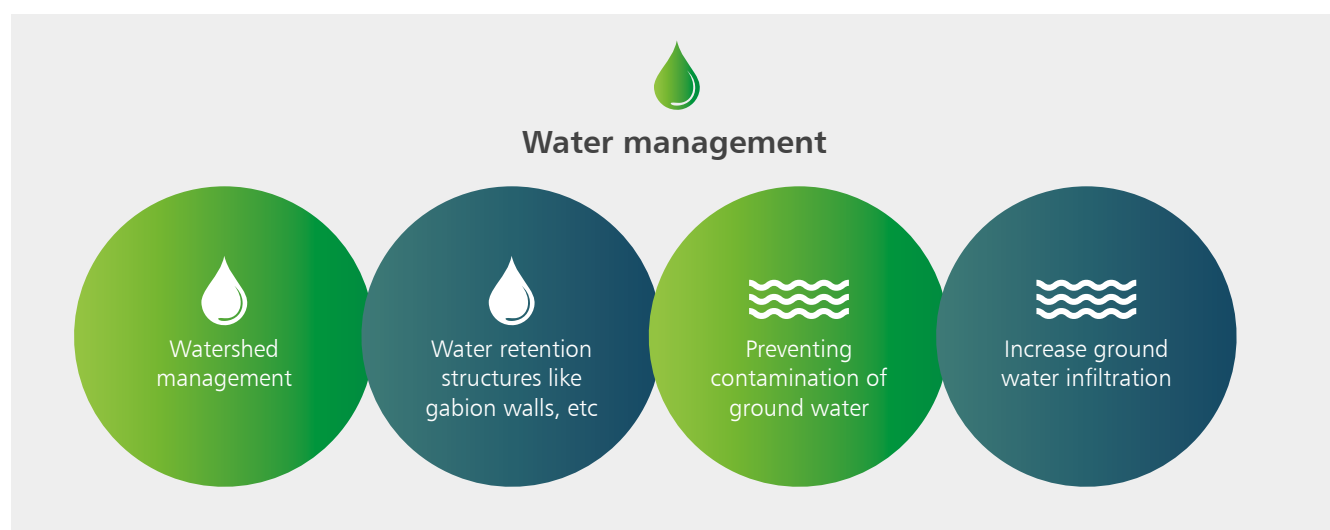 Water management
Watershed
management
Water retention
structures like
gabion walls, etc
Preventing
contamination of
ground water
Increase ground
water infiltration